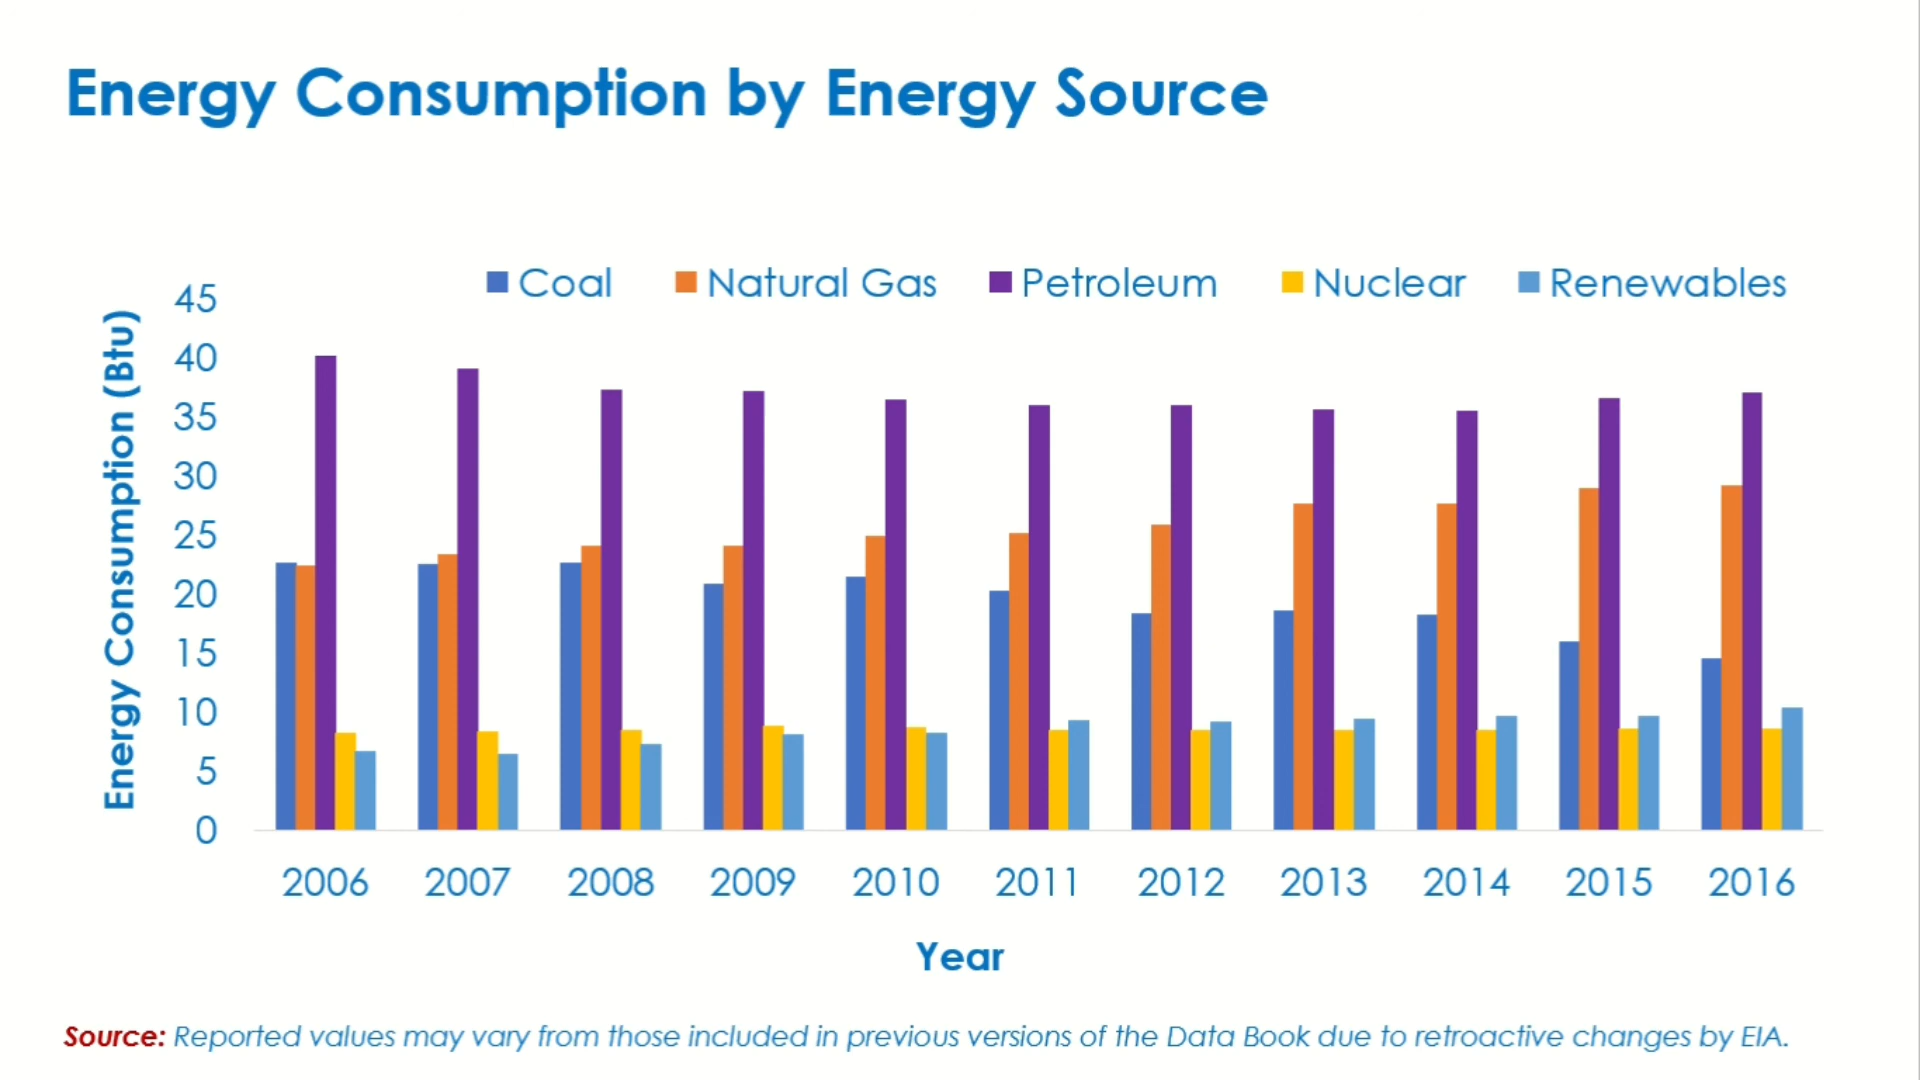 Energy Consumption by Energy Source
Coal Natural Gas Petroleum Nuclear Renewables
Energy Consumption (Btu)
45
40
35
30
25
20
15
10
5
0
2006 2007 2008 2009 2010 2011 2012 2013 2014 2015 2016
Year
Source: Reported values may vary from those included in previous versions of the Data Book due to retroactive changes by EIA.